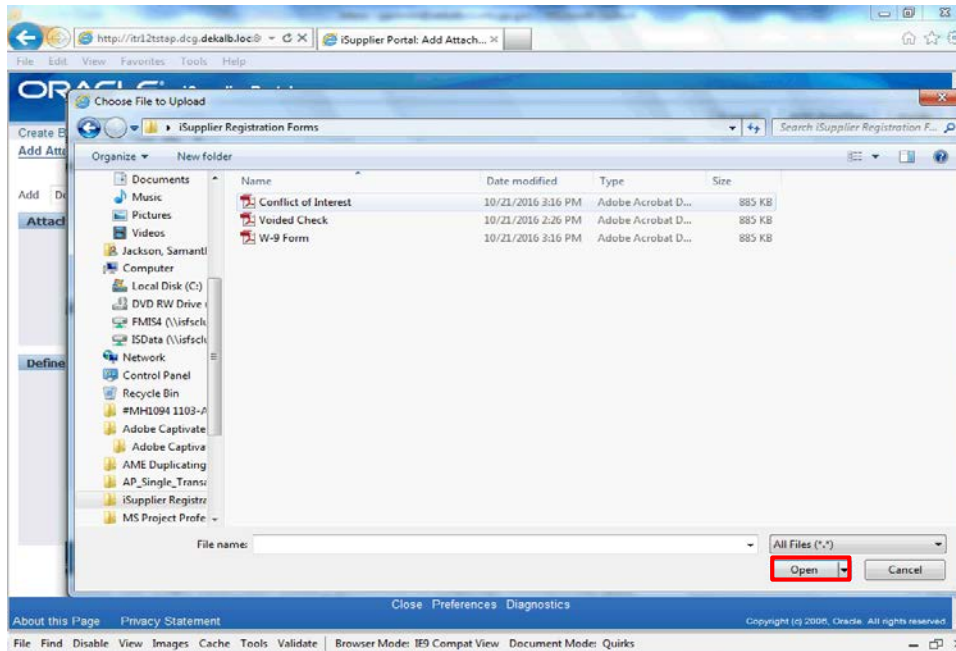 http://itr12tstap.dcg.dekalb.loc:8 iSupplier Portal: Add Attach...
File Edit View Favorites Tools Help
Choose File to Upload
iSupplier Registration Forms Search iSupplier Registration F...
Create B
Add Atta
Organize New folder
Add De
Attach
Define
Documents
Music
Pictures
Videos
Jackson, Samantl
Computer
Local Disk (C:)
DVD RW Drive
FMIS4 (\\isfsclu
ISData (\\isfsclu
Network
Control Panel
Recycle Bin
#MH1094 1103-A
Adobe Captivate
Adobe Captiva
AME Duplicating
AP_Single_Transa
iSupplier Registra
MS Project Profe
Name Date modified Type Size
Conflict of Interest 10/21/2016 3:16 PM Adobe Acrobat D... 885 KB
Voided Check 10/21/2016 2:26 PM Adobe Acrobat D... 885 KB
W-9 Form 10/21/2016 3:16 PM Adobe Acrobat D... 885 KB
File name: All Files (*.*)
Open Cancel
Close Preferences Diagnostics
About this Page Privacy Statement Copyright (c) 2006, Oracle. All rights reserved.
File Find Disable View Images Cache Tools Validate Browser Mode: IE9 Compat View Document Mode: Quirks